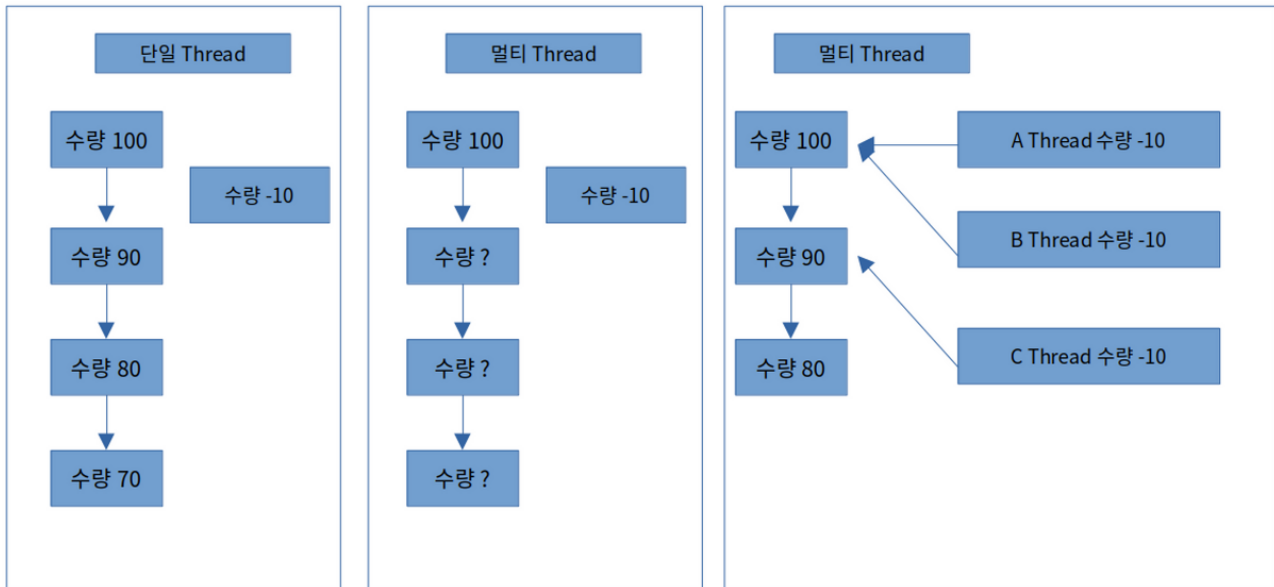 단일 Thread
수량 100
수량 -10
수량 90
수량 80
수량 70
멀티 Thread
수량 100
수량 -10
수량 ?
수량 ?
수량 ?
멀티 Thread
수량 100
A Thread 수량 -10
B Thread 수량 -10
수량 90
C Thread 수량 -10
수량 80